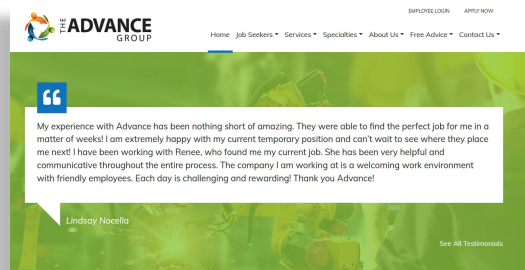 EMPLOYEE LOGIN APPLY NOW
THE ADVANCE GROUP
Home Job Seekers Services Specialties About Us Free Advice Contact Us
“
My experience with Advance has been nothing short of amazing. They were able to find the perfect job for me in a
matter of weeks! I am extremely happy with my current temporary position and can't wait to see where they place
me next! I have been working with Renee, who found my current job. She has been very helpful and
communicative throughout the entire process. The company I am working at is a welcoming work environment
with friendly employees. Each day is challenging and rewarding! Thank you Advance!
Lindsay Nocella
See All Testimonials